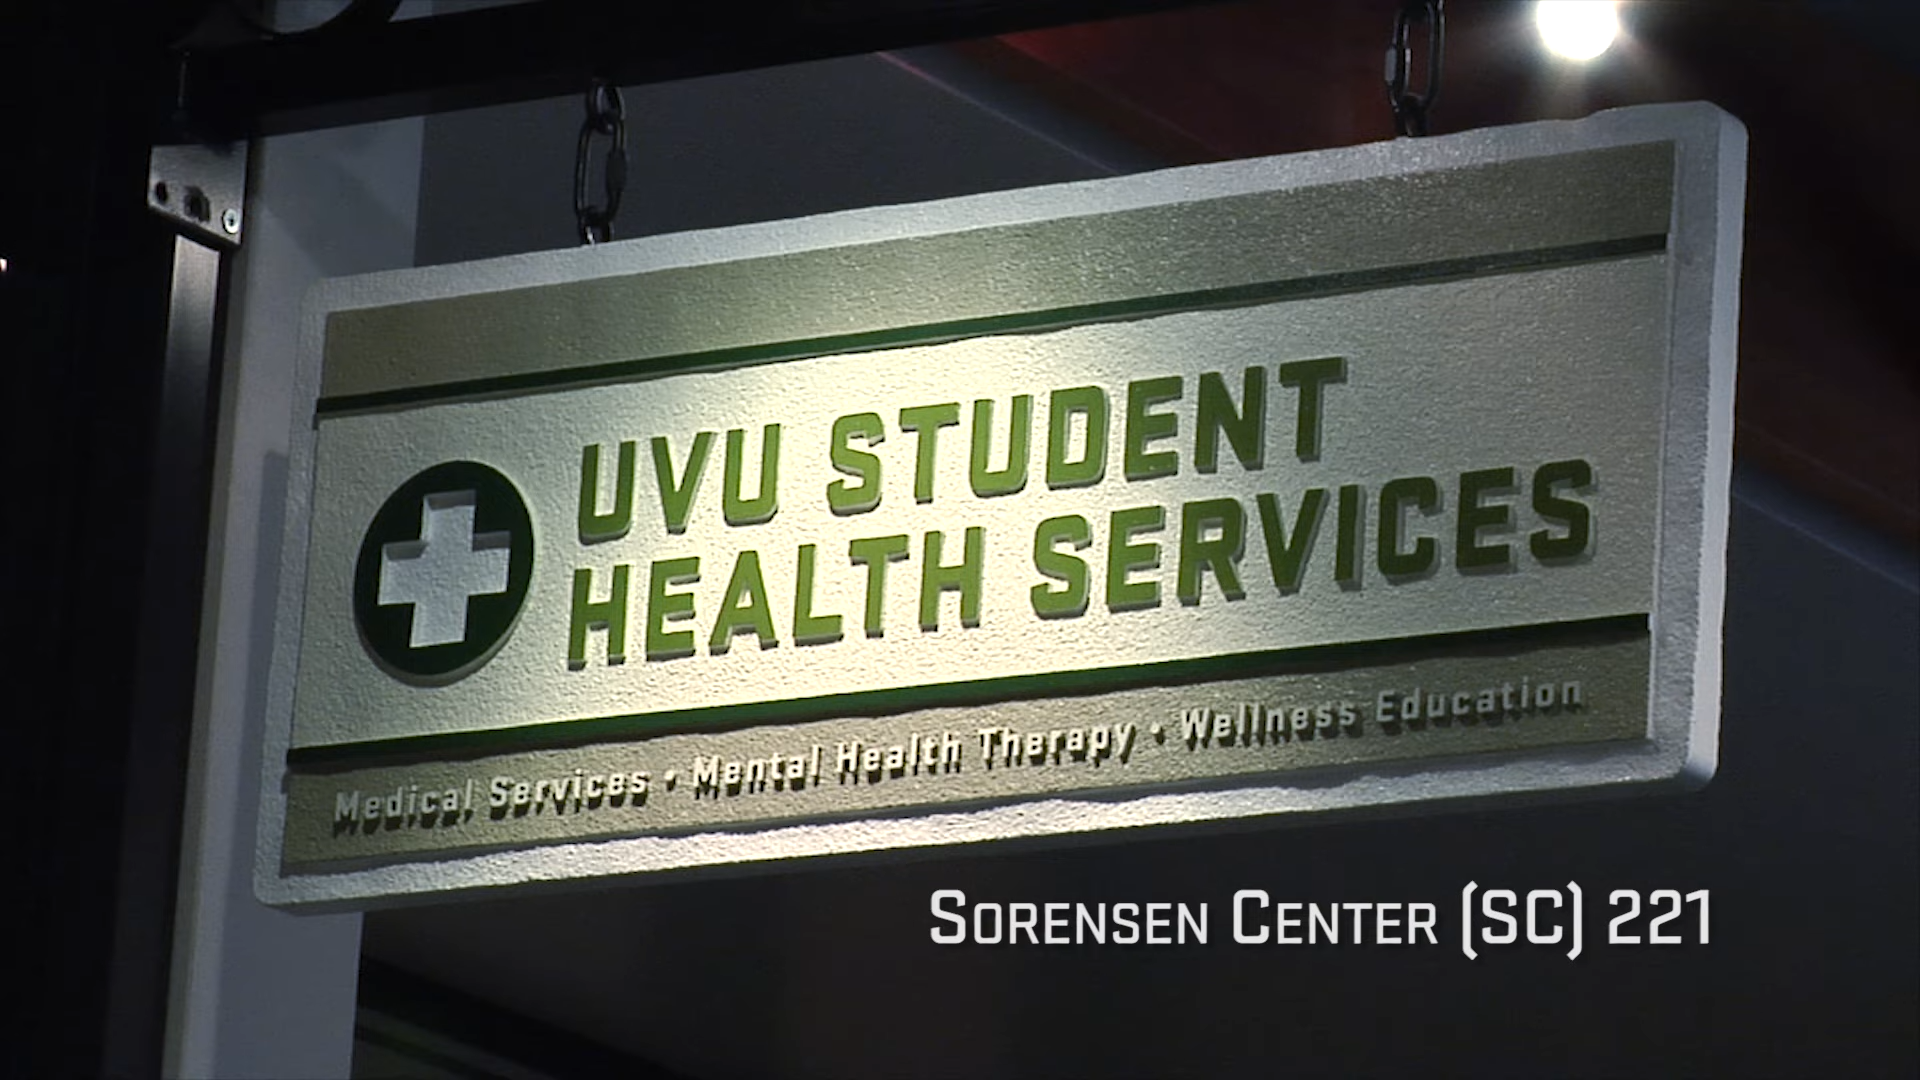 UVU STUDENT
HEALTH SERVICES
Medical Services • Mental Health Therapy • Wellness Education
SORENSEN CENTER (SC) 221